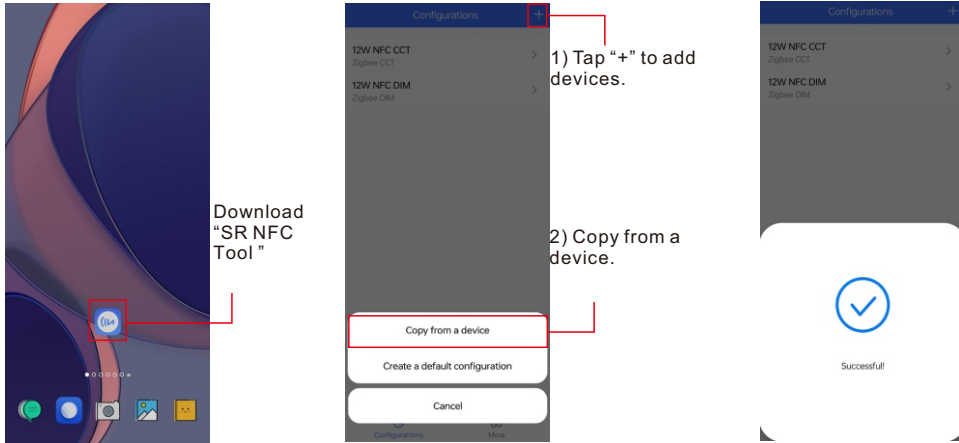 Download
“SR NFC
Tool ”
Configurations +
12W NFC CCT
Zigbee CCT
12W NFC DIM
Zigbee DIM
Copy from a device
Create a default configuration
Cancel
Configurations More
1) Tap “+” to add
devices.
2) Copy from a
device.
Configurations +
12W NFC CCT
Zigbee CCT
12W NFC DIM
Zigbee DIM
Successful!